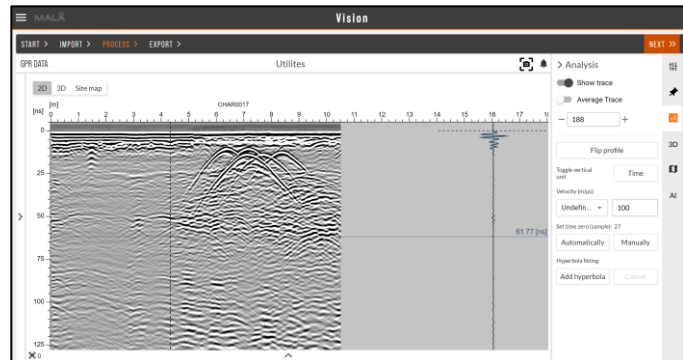 MALÅ
Vision
START > IMPORT > PROCESS > EXPORT > NEXT >>
GPR DATA
Utilites
2D 3D Site map
[m]
CHAR0017
[ns]
0 1 2 3 4 5 6 7 8 9 10 11 12 13 14 15 16 17 18
0
25
50
75
100
125
61.77 [ns]
0
> Analysis
Show trace
Average Trace
− 188 +
Flip profile
Toggle vertical unit
Time
Velocity (m/µs):
Undefin...
100
Set time zero (sample): 27
Automatically
Manually
Hyperbola fitting:
Add hyperbola
Cancel
3D
AI